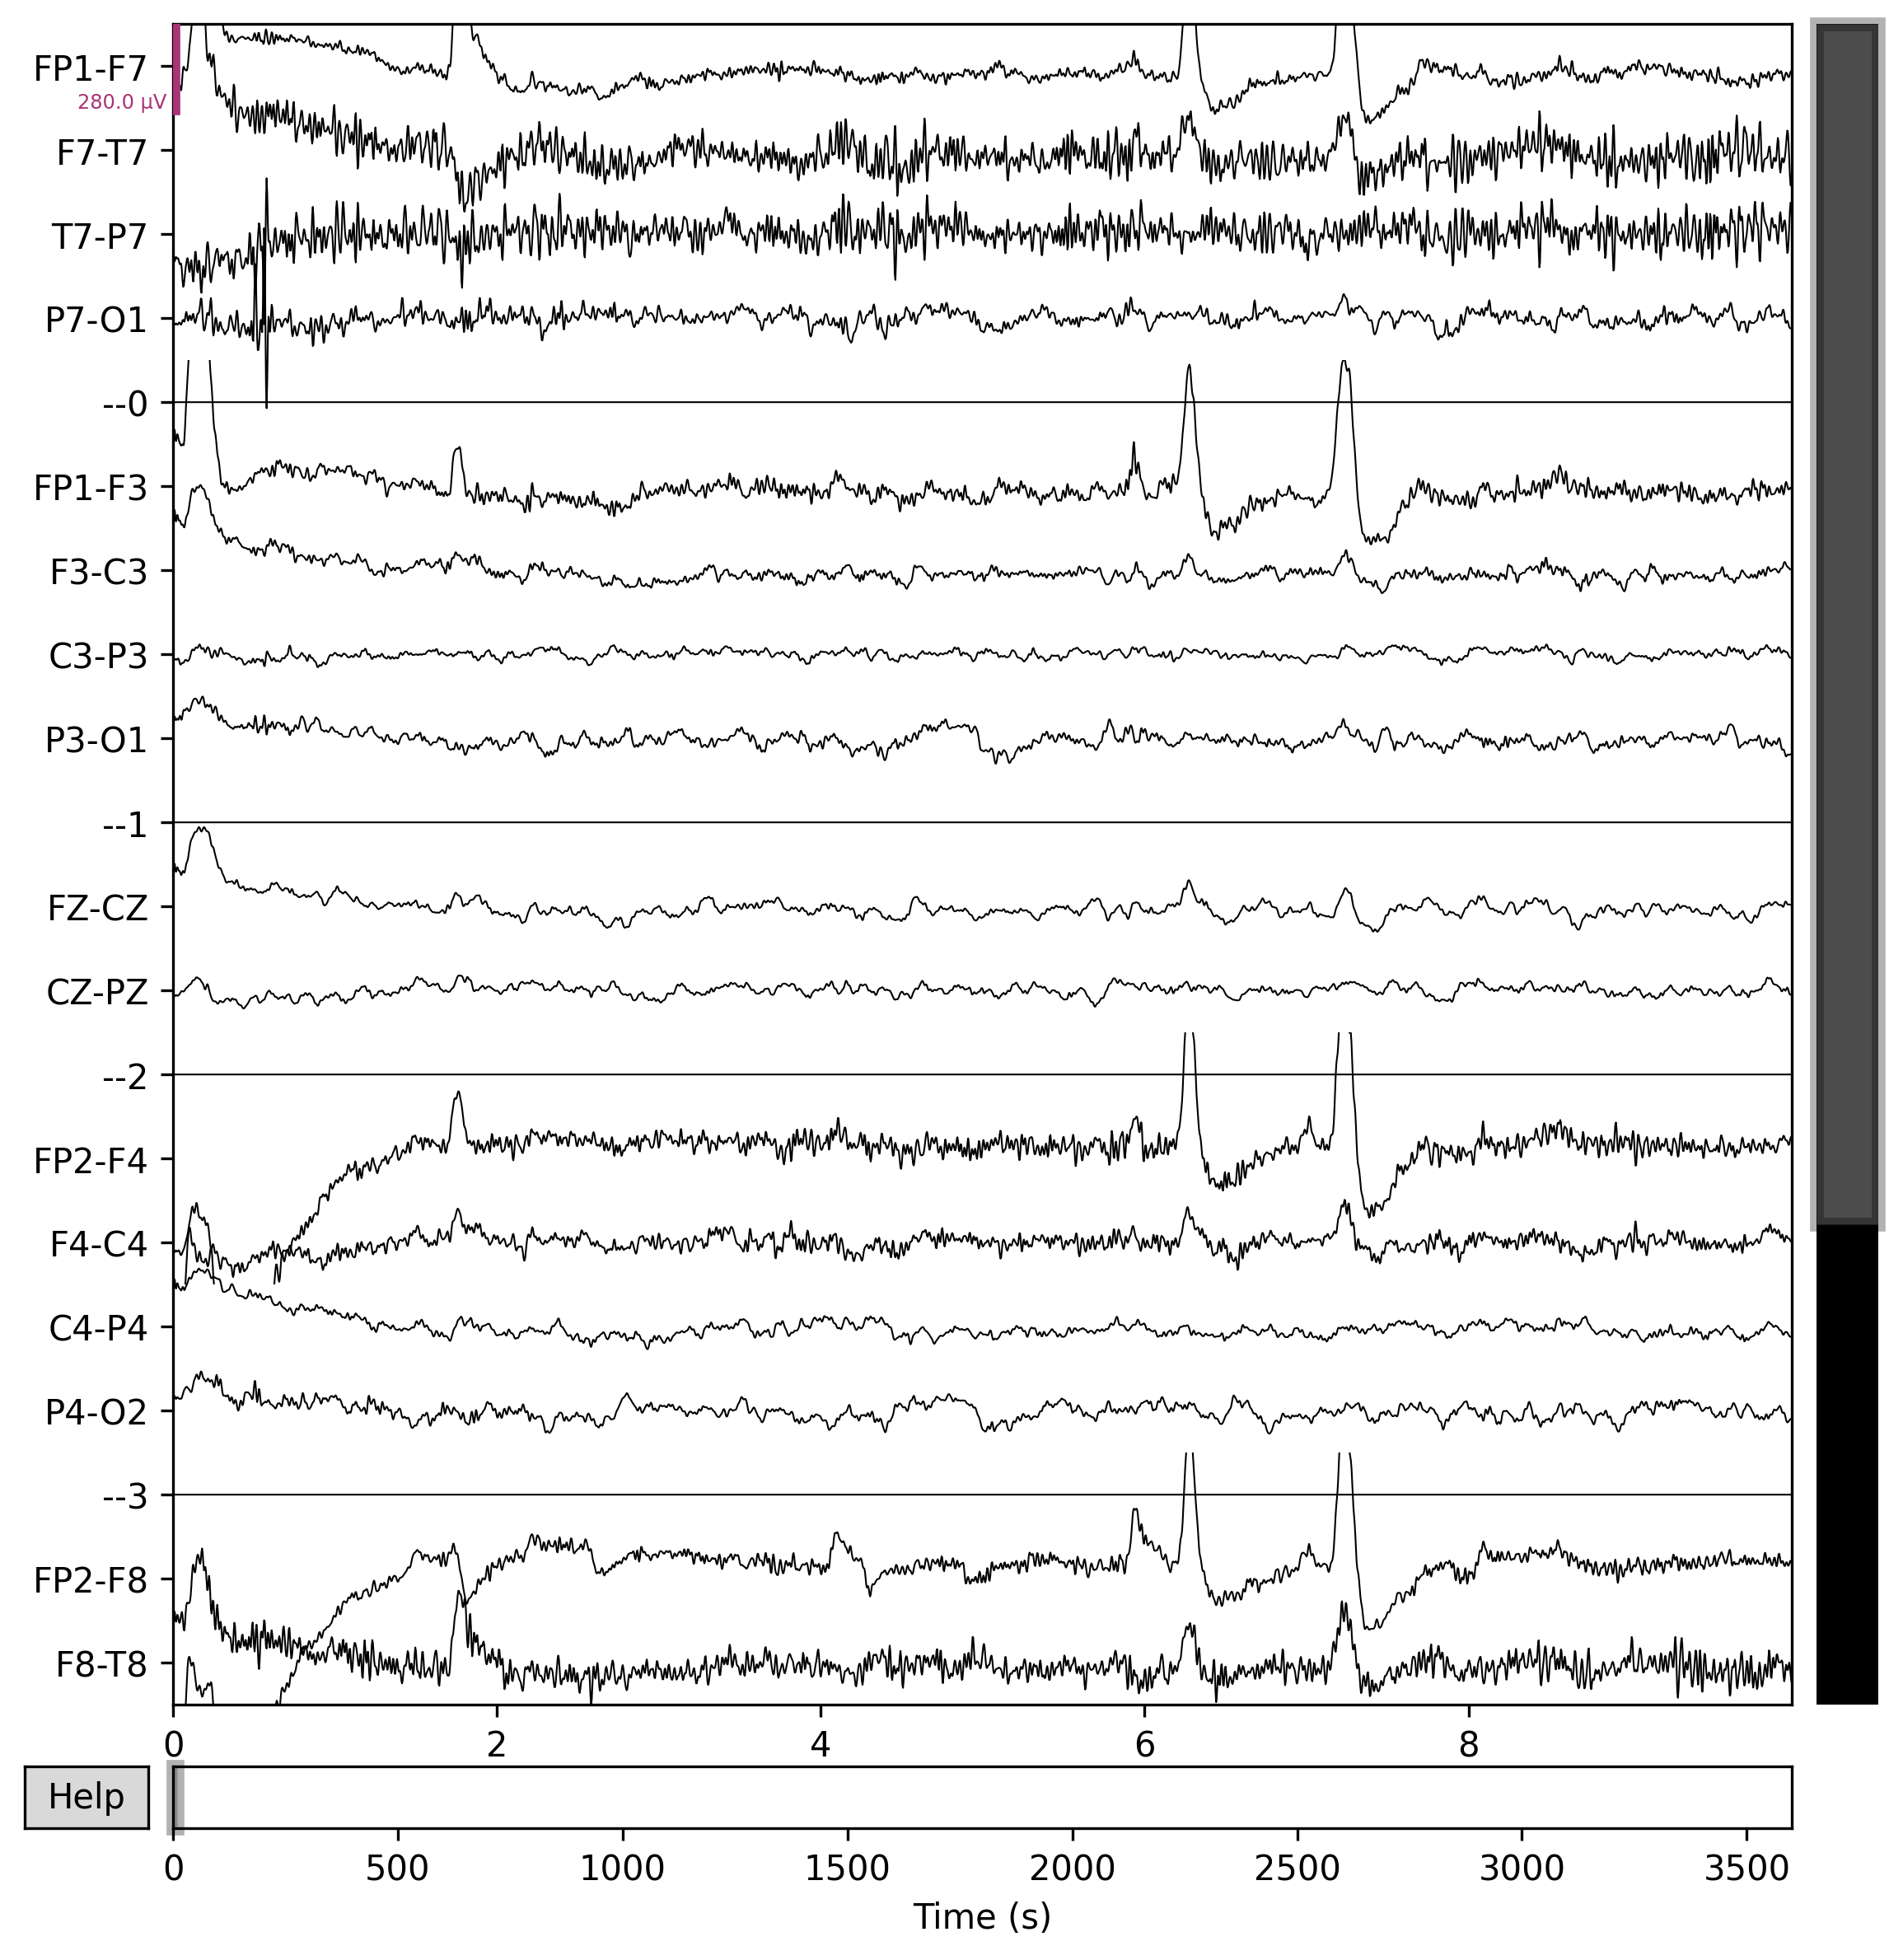 FP1-F7
280.0 µV
F7-T7
T7-P7
P7-O1
--0
FP1-F3
F3-C3
C3-P3
P3-O1
--1
FZ-CZ
CZ-PZ
--2
FP2-F4
F4-C4
C4-P4
P4-O2
--3
FP2-F8
F8-T8
0 2 4 6 8
Help
0 500 1000 1500 2000 2500 3000 3500
Time (s)